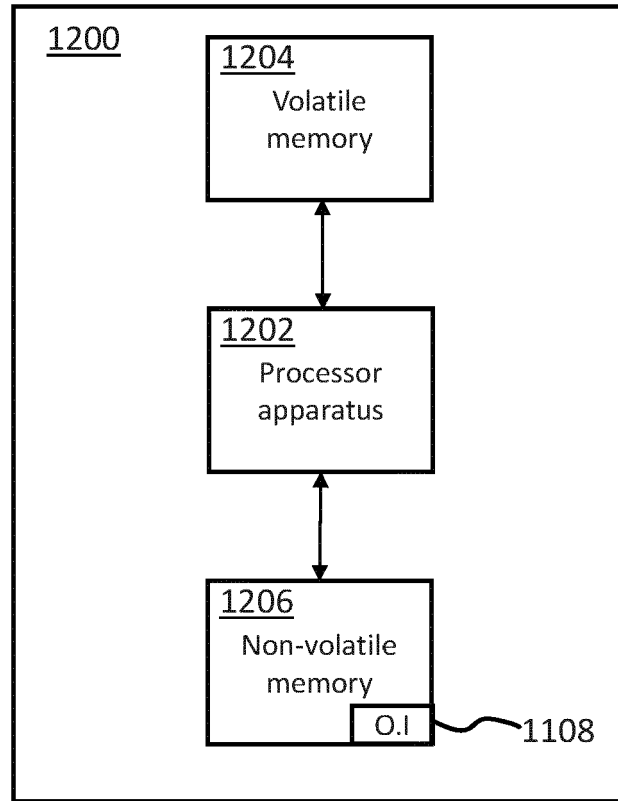 1200
1204
Volatile
memory
1202
Processor
apparatus
1206
Non-volatile
memory
O.I
1108